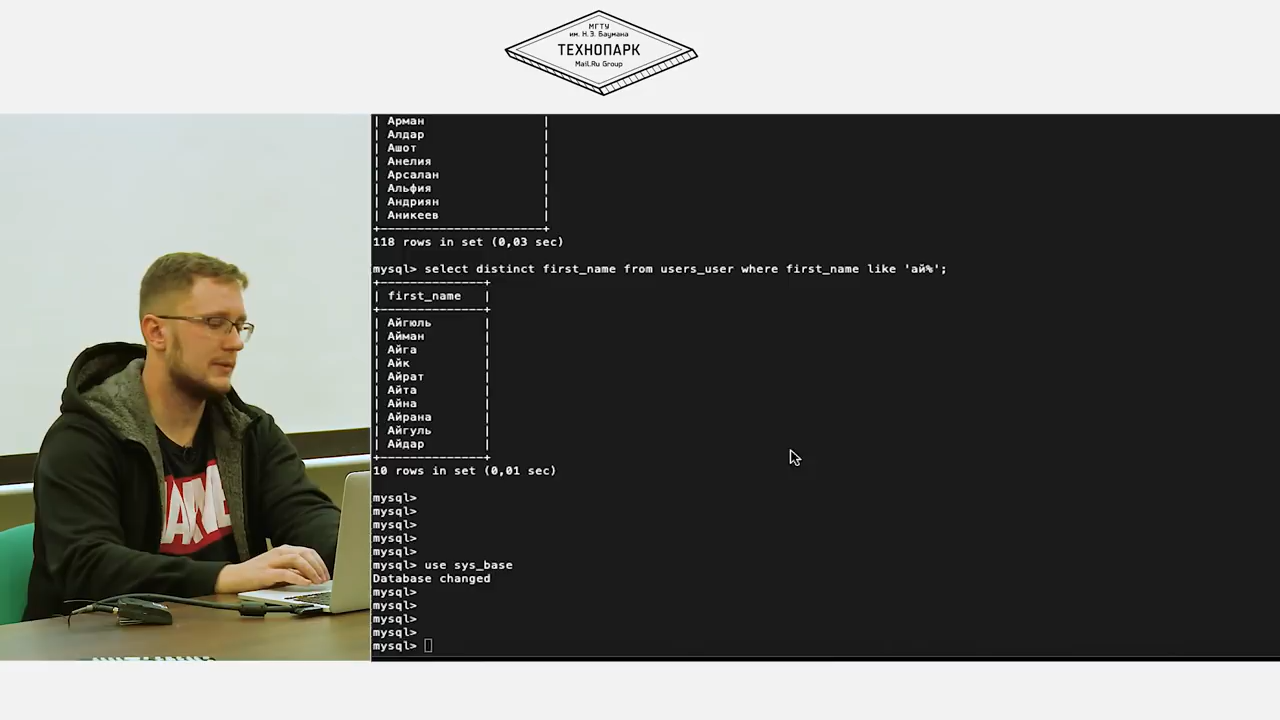 МГТУ
им. Н.Э. Баумана
ТЕХНОПАРК
Mail.Ru Group
| Арман |
| Алдар |
| Ашот |
| Анелия |
| Арсалан |
| Альфия |
| Андриян |
| Аникеев |
+----------------------+
118 rows in set (0,03 sec)
mysql> select distinct first_name from users_user where first_name like 'ай%';
+--------------+
| first_name |
+--------------+
| Айгюль |
| Айман |
| Айга |
| Айк |
| Айрат |
| Айта |
| Айна |
| Айрана |
| Айгуль |
| Айдар |
+--------------+
10 rows in set (0,01 sec)
mysql>
mysql>
mysql>
mysql>
mysql>
mysql> use sys_base
Database changed
mysql>
mysql>
mysql>
mysql>
mysql>
MARVEL